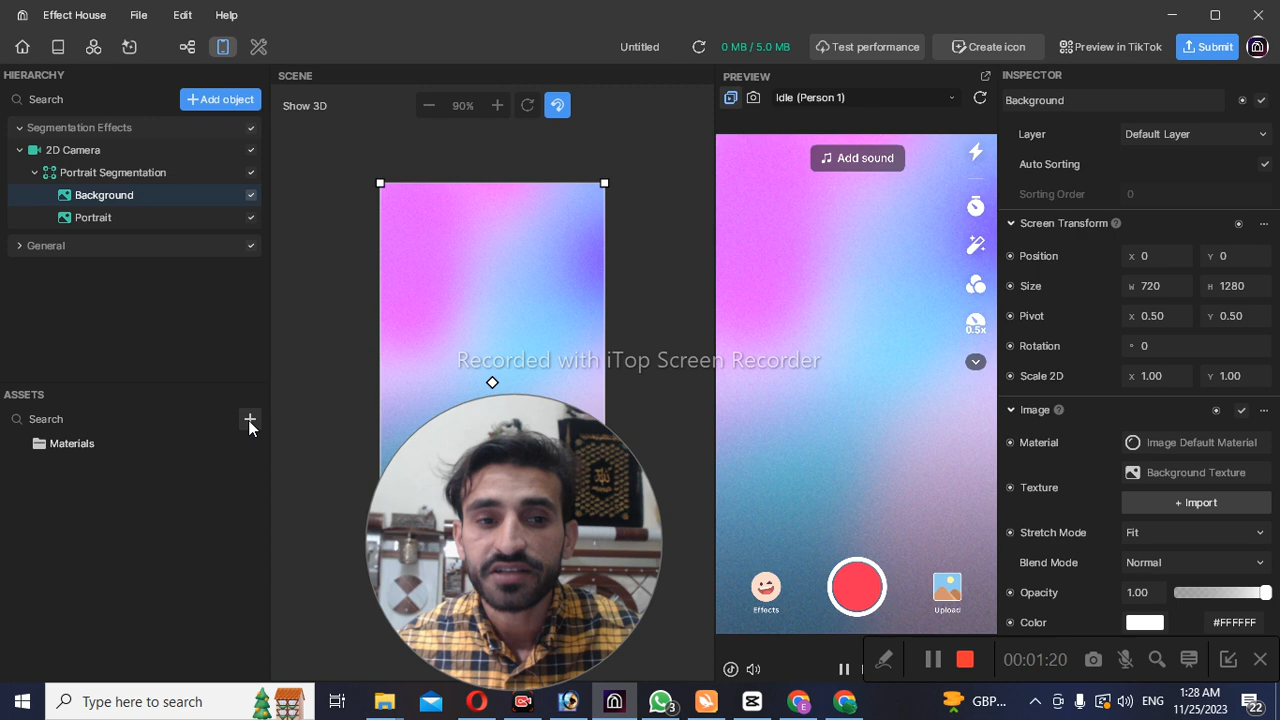 Effect House File Edit Help
Untitled 0 MB / 5.0 MB Test performance Create icon Preview in TikTok Submit
HIERARCHY
Search + Add object
Segmentation Effects
2D Camera
Portrait Segmentation
Background
Portrait
General
ASSETS
Search +
Materials
SCENE
Show 3D 90%
PREVIEW
Idle (Person 1)
Add sound
0.5x
Effects
Upload
Recorded with iTop Screen Recorder
INSPECTOR
Background
Layer Default Layer
Auto Sorting
Sorting Order 0
Screen Transform ?
Position X 0 Y 0
Size W 720 H 1280
Pivot X 0.50 Y 0.50
Rotation ° 0
Scale 2D X 1.00 Y 1.00
Image ?
Material Image Default Material
Texture Background Texture
+ Import
Stretch Mode Fit
Blend Mode Normal
Opacity 1.00
Color #FFFFFF
00:01:20
Type here to search
3
E
GBP... ENG 1:28 AM
11/25/2023
22